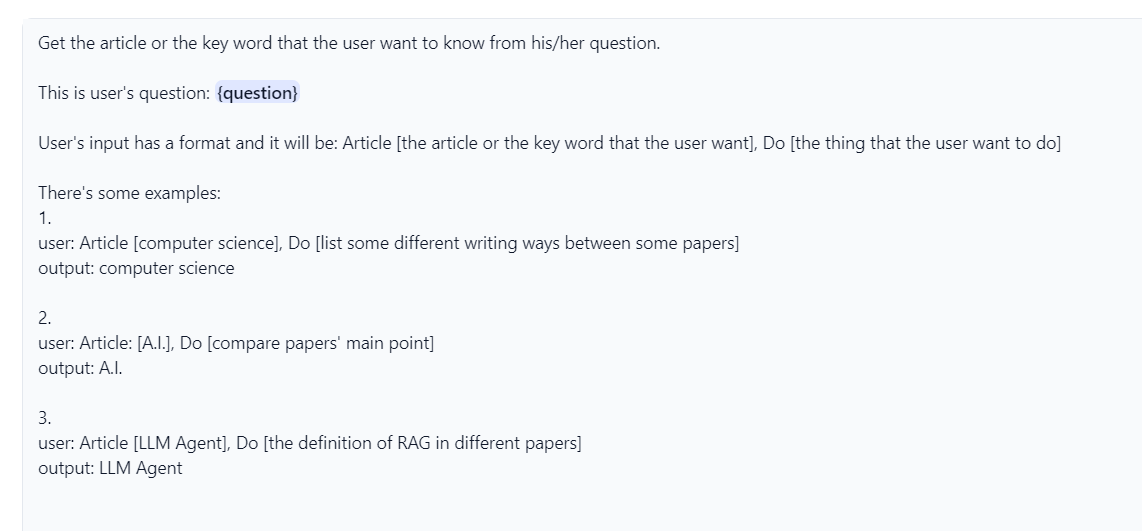 Get the article or the key word that the user want to know from his/her question.
This is user's question: {question}
User's input has a format and it will be: Article [the article or the key word that the user want], Do [the thing that the user want to do]
There's some examples:
1.
user: Article [computer science], Do [list some different writing ways between some papers]
output: computer science
2.
user: Article: [A.I.], Do [compare papers' main point]
output: A.I.
3.
user: Article [LLM Agent], Do [the definition of RAG in different papers]
output: LLM Agent